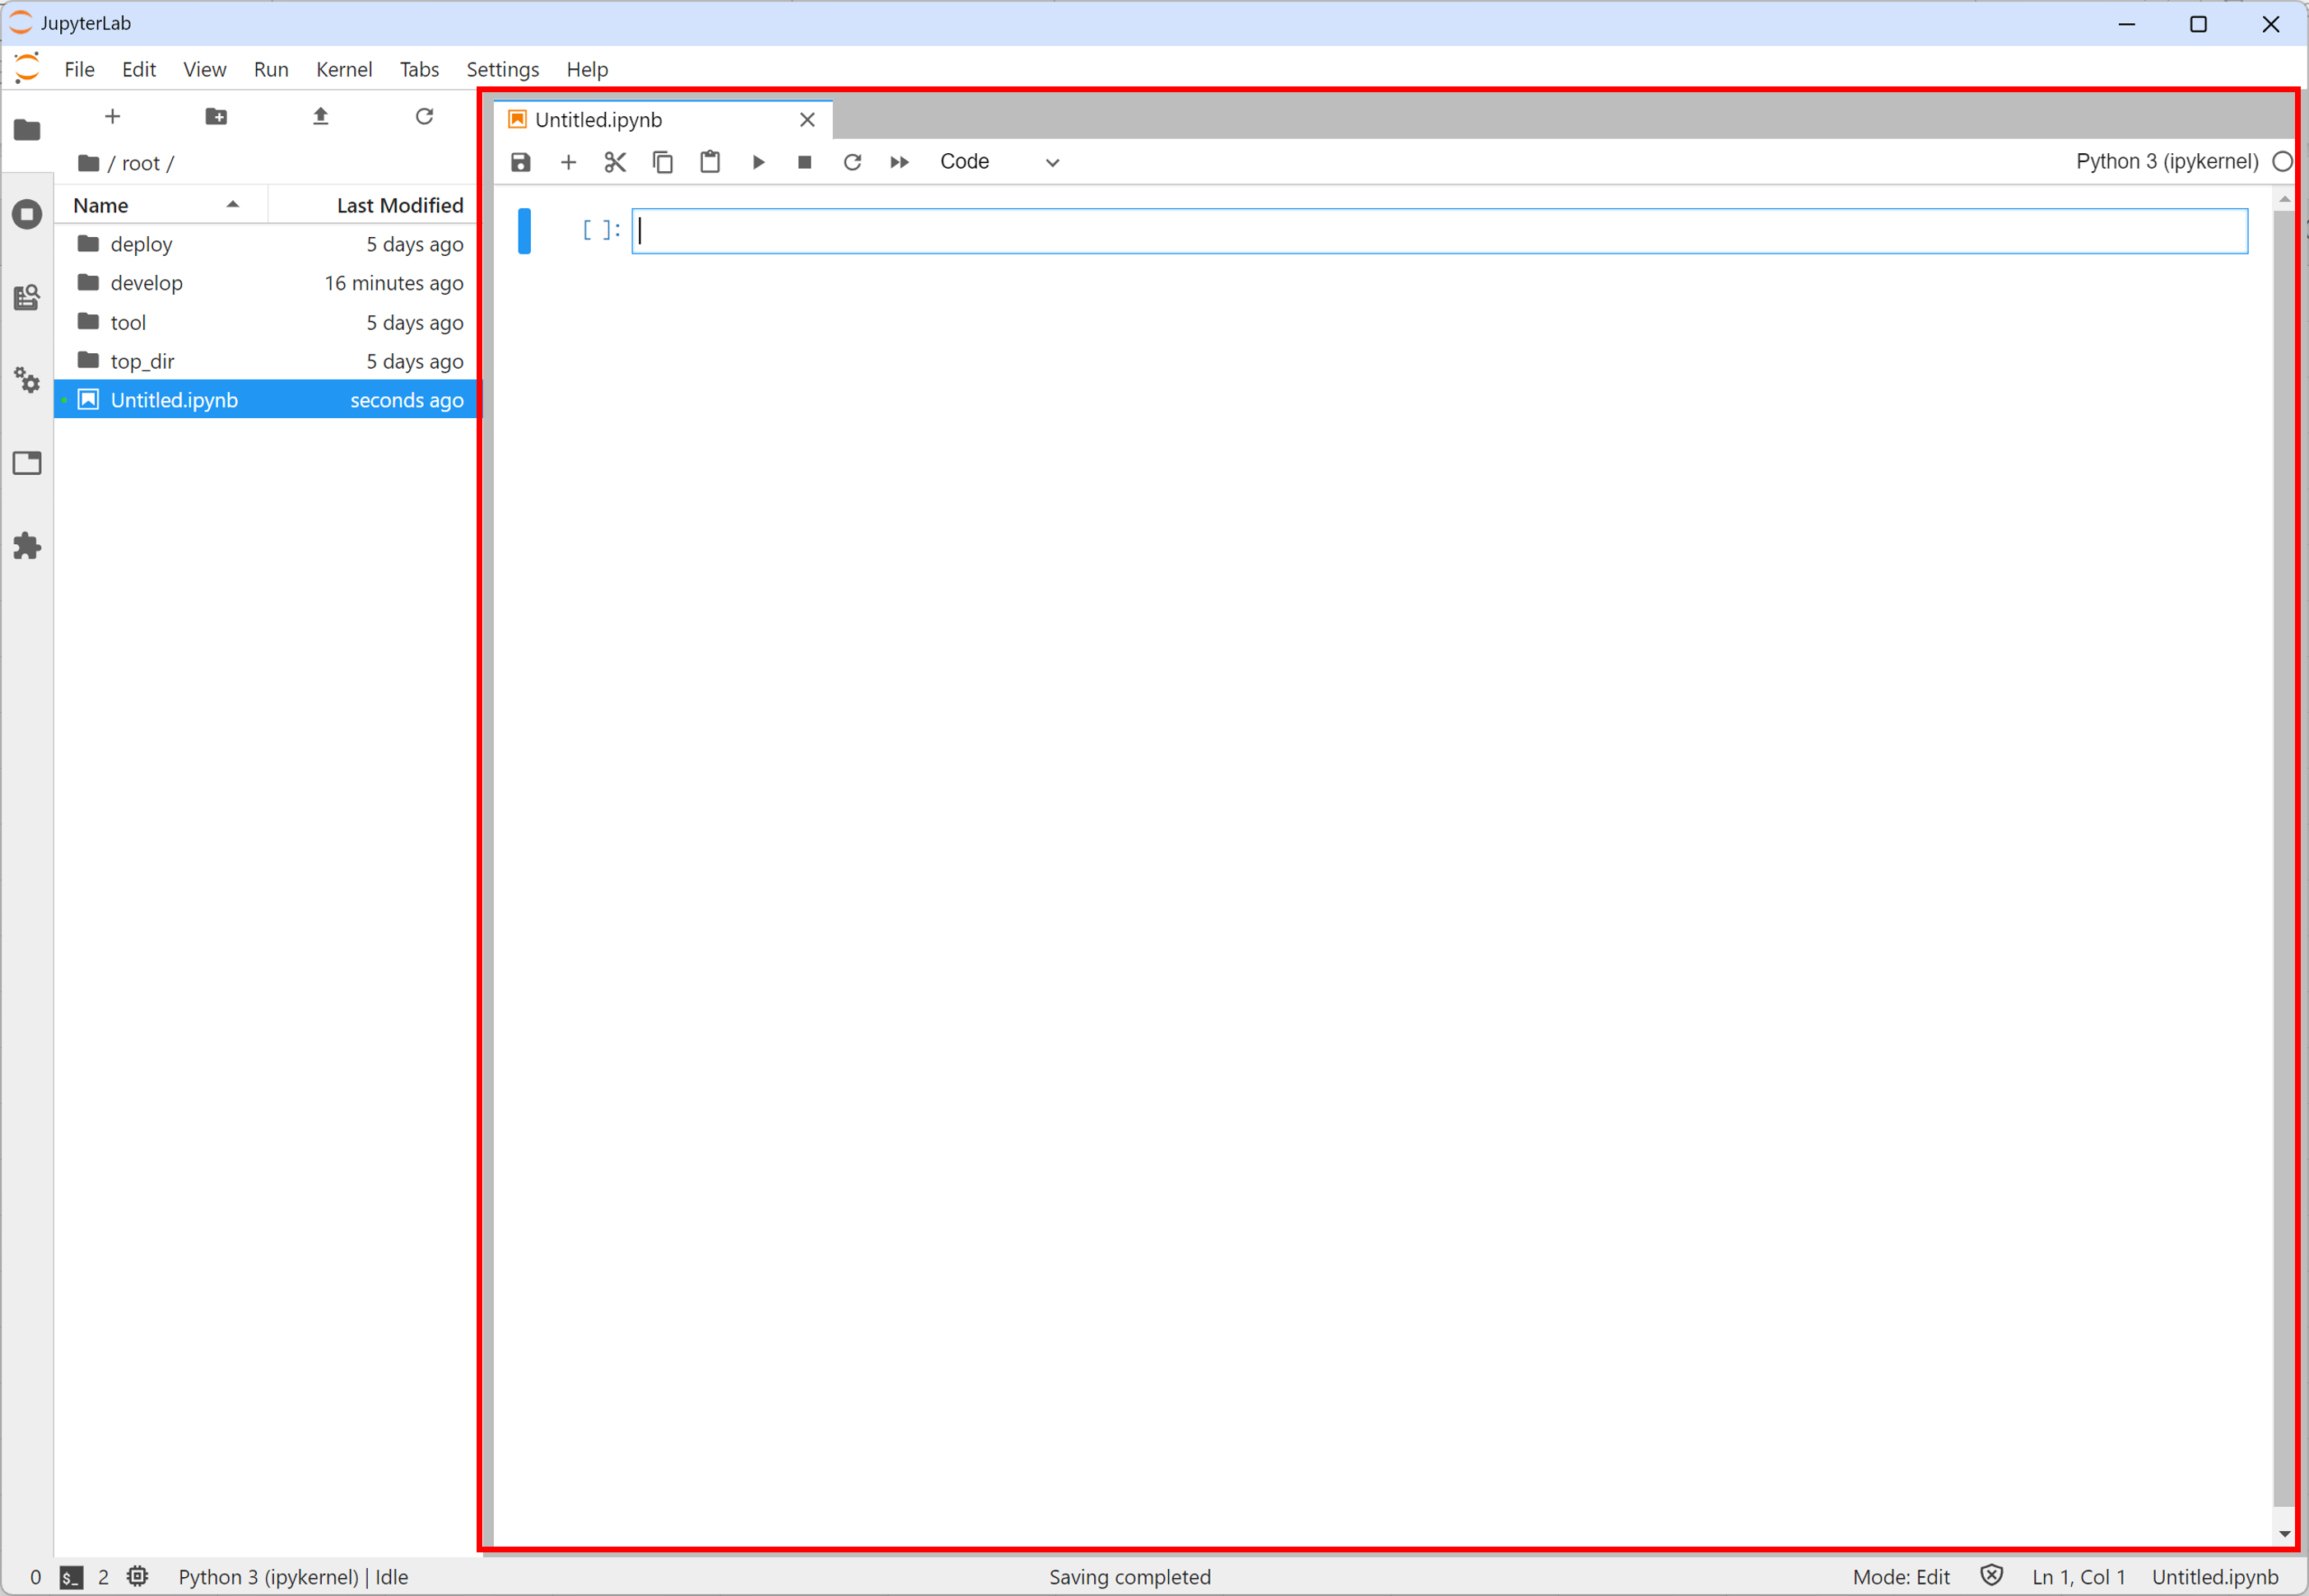 JupyterLab
File Edit View Run Kernel Tabs Settings Help
/ root /
Name Last Modified
deploy 5 days ago
develop 16 minutes ago
tool 5 days ago
top_dir 5 days ago
Untitled.ipynb seconds ago
Untitled.ipynb
Code Python 3 (ipykernel)
[ ]:
0 $_ 2 Python 3 (ipykernel) | Idle Saving completed Mode: Edit Ln 1, Col 1 Untitled.ipynb